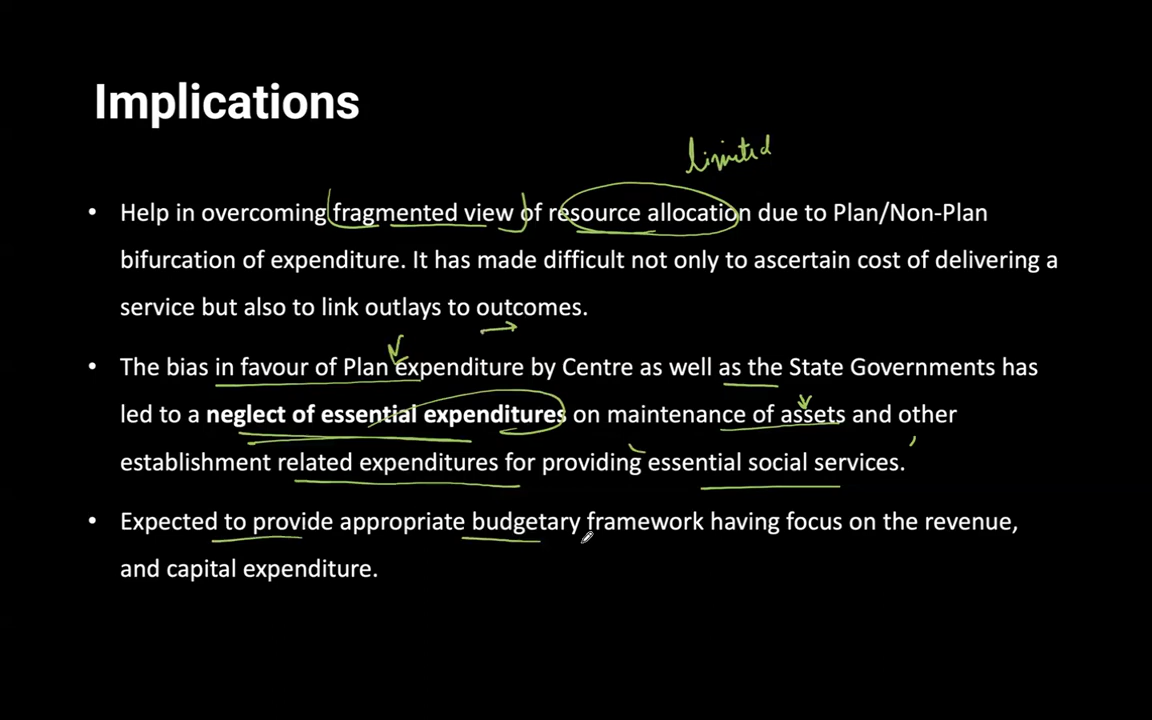 Implications
limited
• Help in overcoming fragmented view of resource allocation due to Plan/Non-Plan
bifurcation of expenditure. It has made difficult not only to ascertain cost of delivering a
service but also to link outlays to outcomes.
• The bias in favour of Plan expenditure by Centre as well as the State Governments has
led to a neglect of essential expenditures on maintenance of assets and other
establishment related expenditures for providing essential social services.
• Expected to provide appropriate budgetary framework having focus on the revenue,
and capital expenditure.